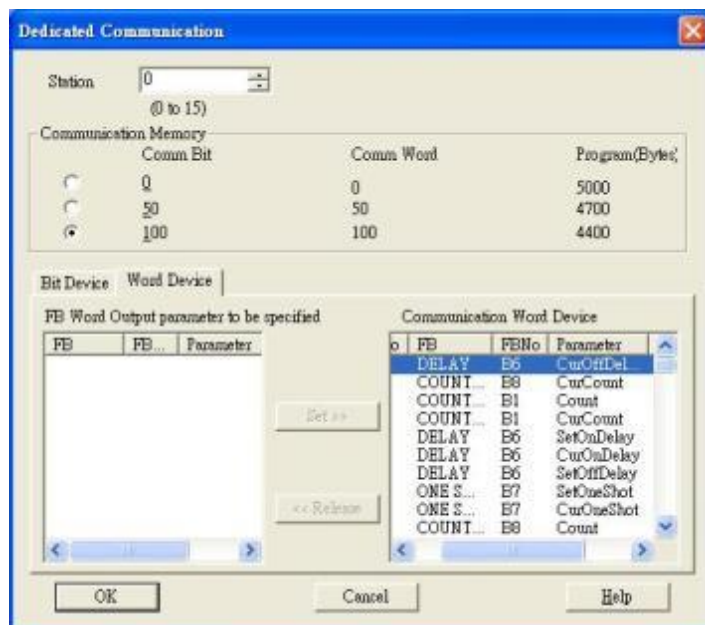 Dedicated Communication
Station 0
(0 to 15)
Communication Memory
Comm Bit Comm Word Program(Bytes)
0 0 5000
50 50 4700
100 100 4400
Bit Device Word Device
FB Word Output parameter to be specified Communication Word Device
FB FB... Parameter o FB FBNo Parameter
DELAY B6 CurOffDel...
COUNT... B8 CurCount
COUNT... B1 Count
COUNT... B1 CurCount
DELAY B6 SetOnDelay
DELAY B6 CurOnDelay
DELAY B6 SetOffDelay
ONE S... B7 SetOneShot
ONE S... B7 CurOneShot
COUNT... B8 Count
Set >>
<< Release
OK Cancel Help